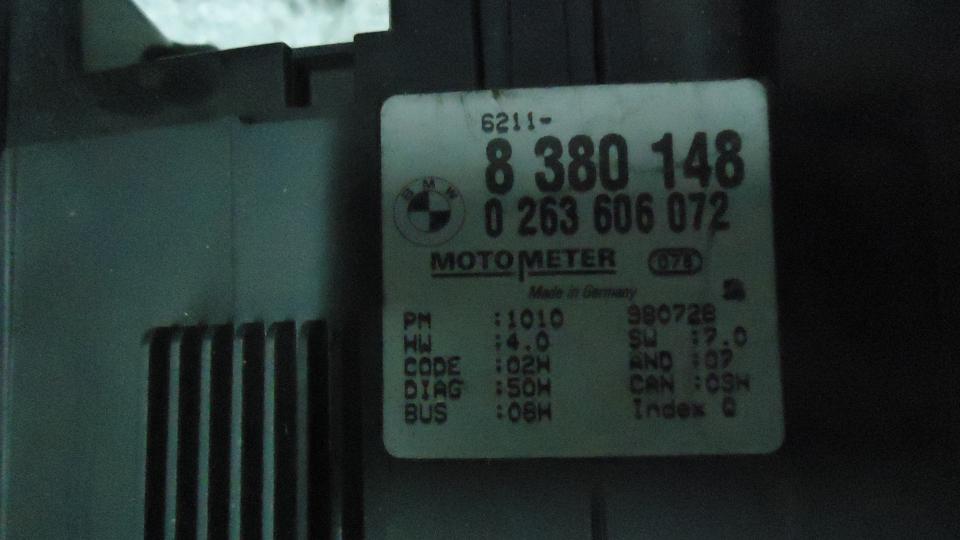 6211-
8 380 148
BMW
0 263 606 072
MOTOMETER
Made in Germany
PM :1010 980728
HW :4.0 SW :7.0
CODE :02H AND :07
DIAG :50H CAN :03H
BUS :08H Index Q